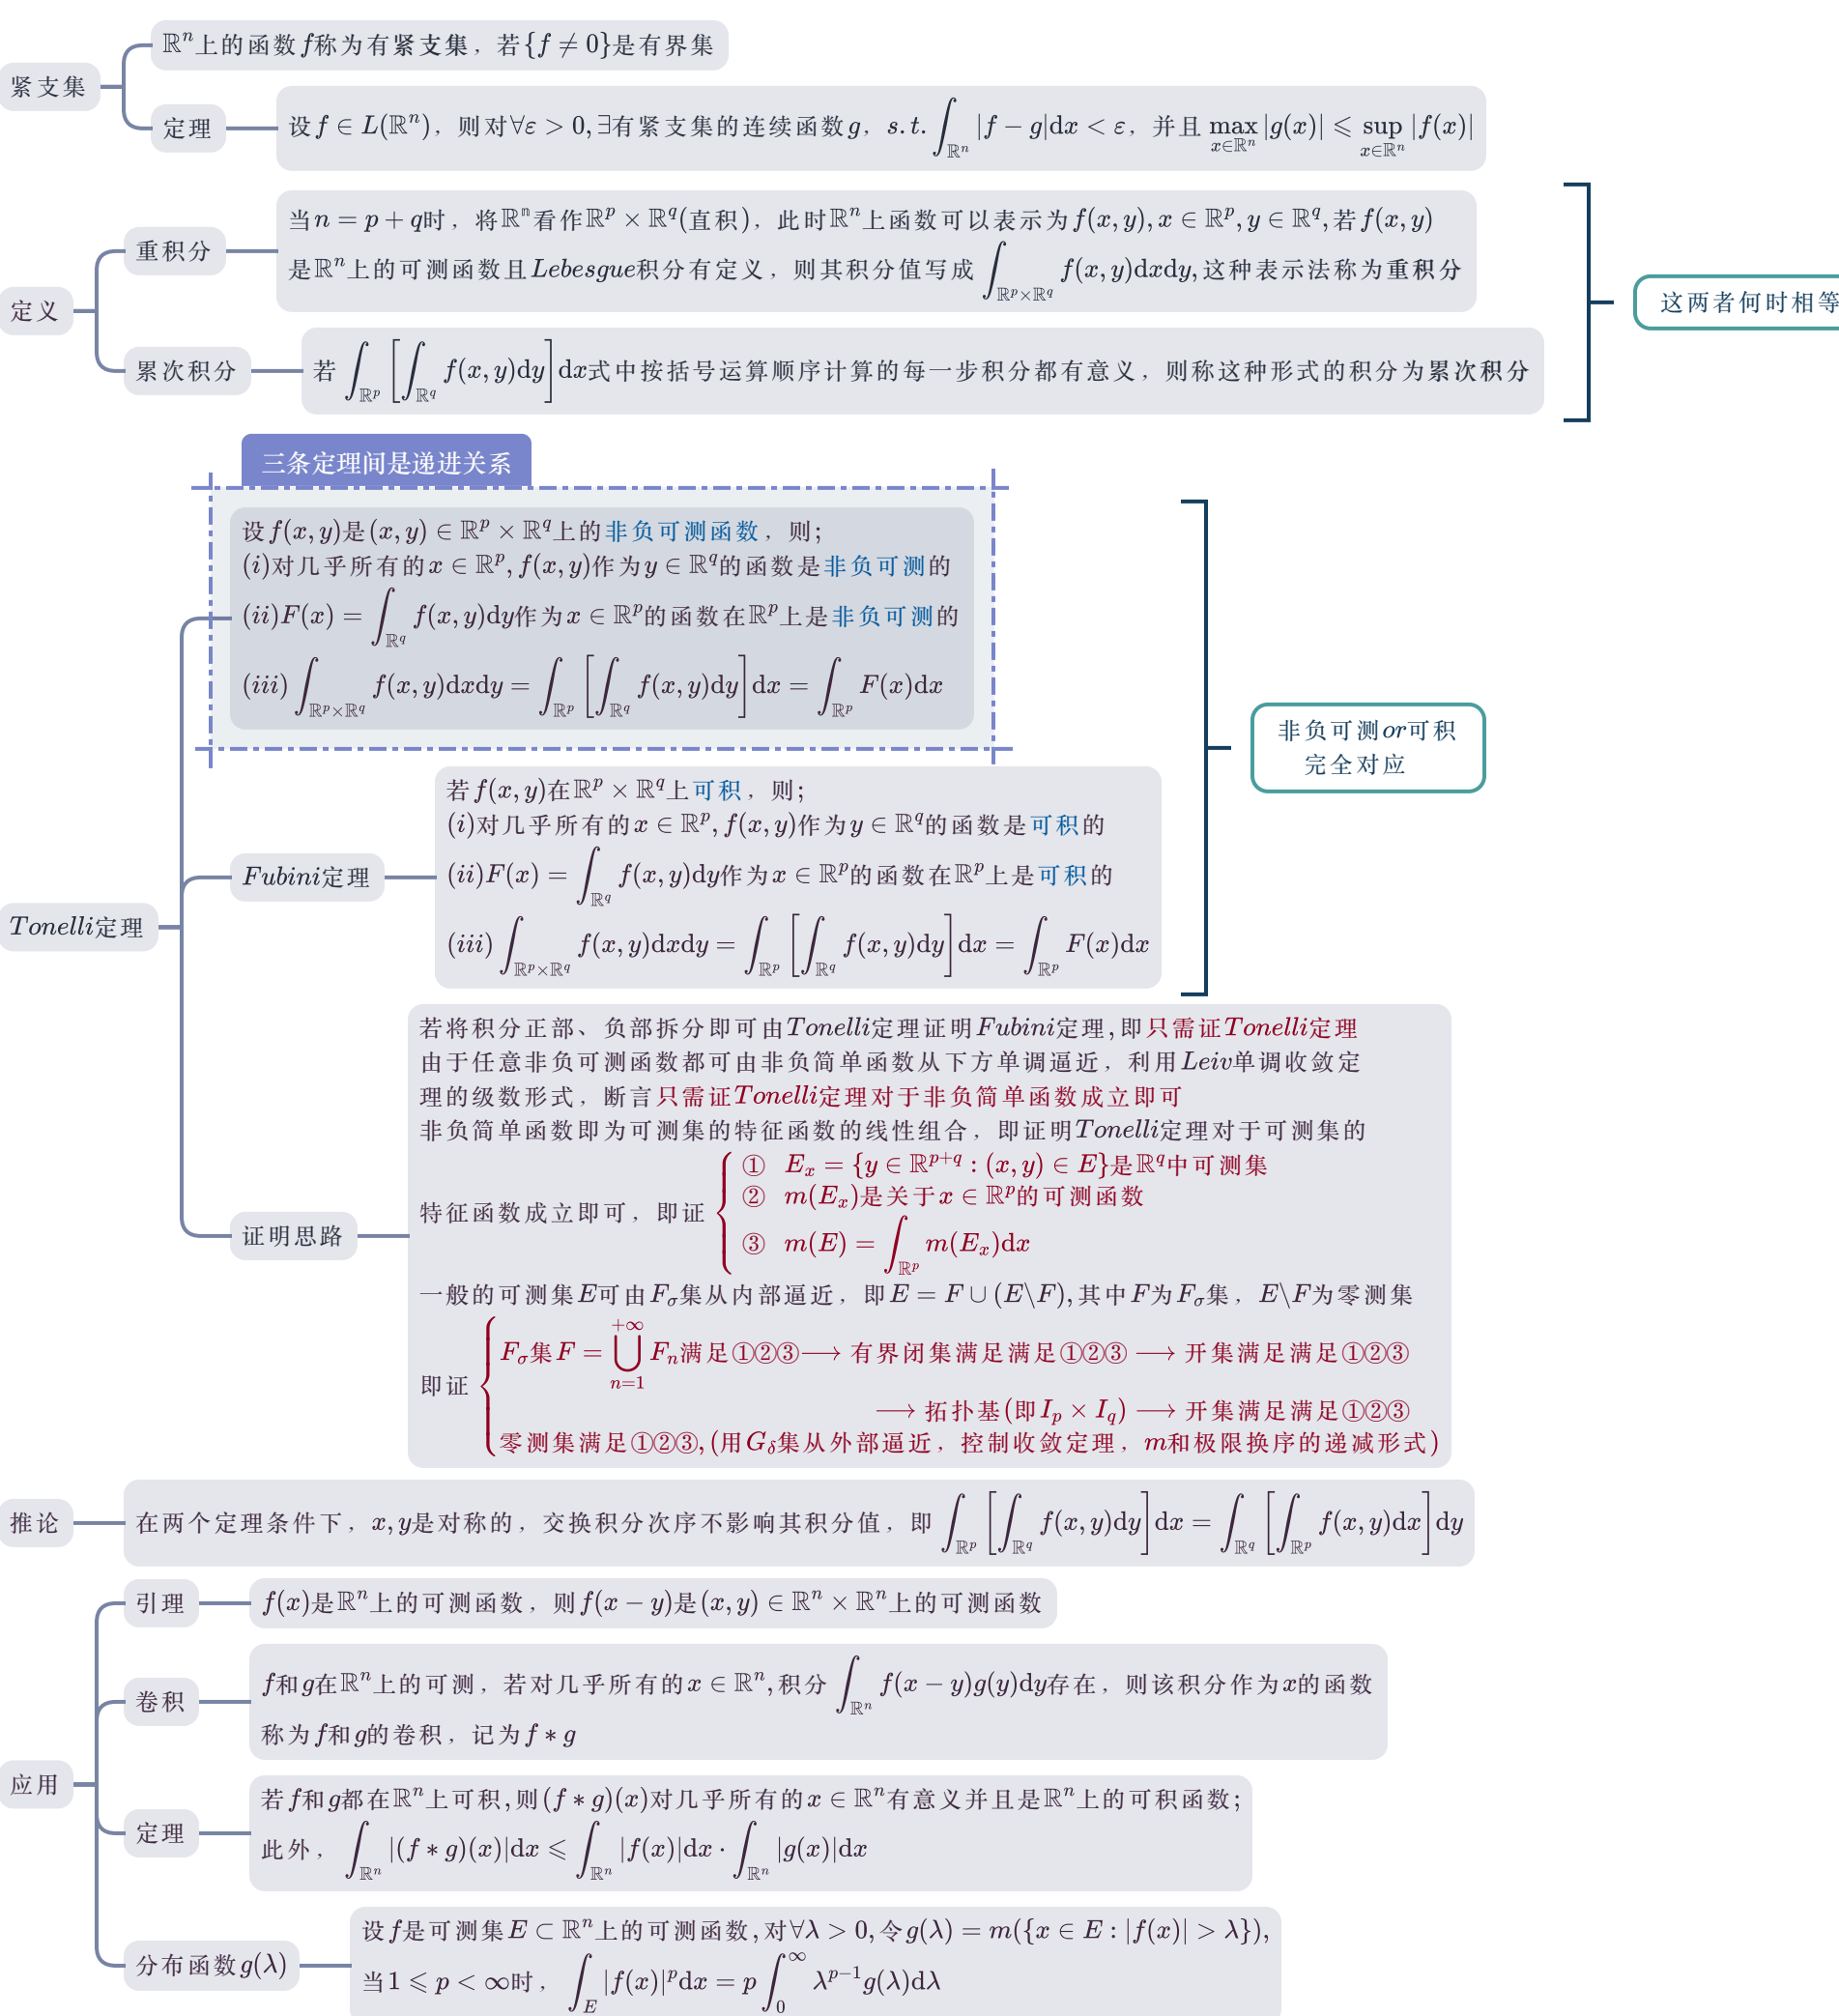 紧支集
ℝⁿ上的函数f称为有紧支集，若{f ≠ 0}是有界集
定理
设f ∈ L(ℝⁿ)，则对∀ε > 0,∃有紧支集的连续函数g，s.t.∫_{ℝⁿ}|f − g|dx < ε，并且 max_{x∈ℝⁿ}|g(x)| ⩽ sup_{x∈ℝⁿ}|f(x)|
定义
重积分
当n = p + q时，将ℝⁿ看作ℝ^p × ℝ^q(直积)，此时ℝⁿ上函数可以表示为f(x, y), x ∈ ℝ^p, y ∈ ℝ^q,若f(x, y)
是ℝⁿ上的可测函数且Lebesgue积分有定义，则其积分值写成∫_{ℝ^p×ℝ^q} f(x, y)dxdy,这种表示法称为重积分
累次积分
若∫_{ℝ^p}[∫_{ℝ^q} f(x, y)dy]dx式中按括号运算顺序计算的每一步积分都有意义，则称这种形式的积分为累次积分
这两者何时相等
三条定理间是递进关系
Tonelli定理
设f(x, y)是(x, y) ∈ ℝ^p × ℝ^q上的非负可测函数，则;
(i)对几乎所有的x ∈ ℝ^p, f(x, y)作为y ∈ ℝ^q的函数是非负可测的
(ii)F(x) = ∫_{ℝ^q} f(x, y)dy作为x ∈ ℝ^p的函数在ℝ^p上是非负可测的
(iii)∫_{ℝ^p×ℝ^q} f(x, y)dxdy = ∫_{ℝ^p}[∫_{ℝ^q} f(x, y)dy]dx = ∫_{ℝ^p} F(x)dx
Fubini定理
若f(x, y)在ℝ^p × ℝ^q上可积，则;
(i)对几乎所有的x ∈ ℝ^p, f(x, y)作为y ∈ ℝ^q的函数是可积的
(ii)F(x) = ∫_{ℝ^q} f(x, y)dy作为x ∈ ℝ^p的函数在ℝ^p上是可积的
(iii)∫_{ℝ^p×ℝ^q} f(x, y)dxdy = ∫_{ℝ^p}[∫_{ℝ^q} f(x, y)dy]dx = ∫_{ℝ^p} F(x)dx
非负可测or可积
完全对应
证明思路
若将积分正部、负部拆分即可由Tonelli定理证明Fubini定理,即只需证Tonelli定理
由于任意非负可测函数都可由非负简单函数从下方单调逼近，利用Leiv单调收敛定
理的级数形式，断言只需证Tonelli定理对于非负简单函数成立即可
非负简单函数即为可测集的特征函数的线性组合，即证明Tonelli定理对于可测集的
特征函数成立即可，即证
① E_x = {y ∈ ℝ^{p+q} : (x, y) ∈ E}是ℝ^q中可测集
② m(E_x)是关于x ∈ ℝ^p的可测函数
③ m(E) = ∫_{ℝ^p} m(E_x)dx
一般的可测集E可由F_σ集从内部逼近，即E = F ∪ (E\F),其中F为F_σ集，E\F为零测集
即证
F_σ集F = ⋃_{n=1}^{+∞} F_n满足①②③⟶ 有界闭集满足满足①②③ ⟶ 开集满足满足①②③
⟶ 拓扑基(即I_p × I_q) ⟶ 开集满足满足①②③
零测集满足①②③,(用G_δ集从外部逼近，控制收敛定理，m和极限换序的递减形式)
推论
在两个定理条件下，x, y是对称的，交换积分次序不影响其积分值，即∫_{ℝ^p}[∫_{ℝ^q} f(x, y)dy]dx = ∫_{ℝ^q}[∫_{ℝ^p} f(x, y)dx]dy
应用
引理
f(x)是ℝⁿ上的可测函数，则f(x − y)是(x, y) ∈ ℝⁿ × ℝⁿ上的可测函数
卷积
f和g在ℝⁿ上的可测，若对几乎所有的x ∈ ℝⁿ,积分∫_{ℝⁿ} f(x − y)g(y)dy存在，则该积分作为x的函数
称为f和g的卷积，记为f ∗ g
定理
若f和g都在ℝⁿ上可积,则(f ∗ g)(x)对几乎所有的x ∈ ℝⁿ有意义并且是ℝⁿ上的可积函数;
此外，∫_{ℝⁿ}|(f ∗ g)(x)|dx ⩽ ∫_{ℝⁿ}|f(x)|dx · ∫_{ℝⁿ}|g(x)|dx
分布函数g(λ)
设f是可测集E ⊂ ℝⁿ上的可测函数,对∀λ > 0,令g(λ) = m({x ∈ E : |f(x)| > λ}),
当1 ⩽ p < ∞时，∫_E |f(x)|^p dx = p∫_0^∞ λ^{p−1}g(λ)dλ